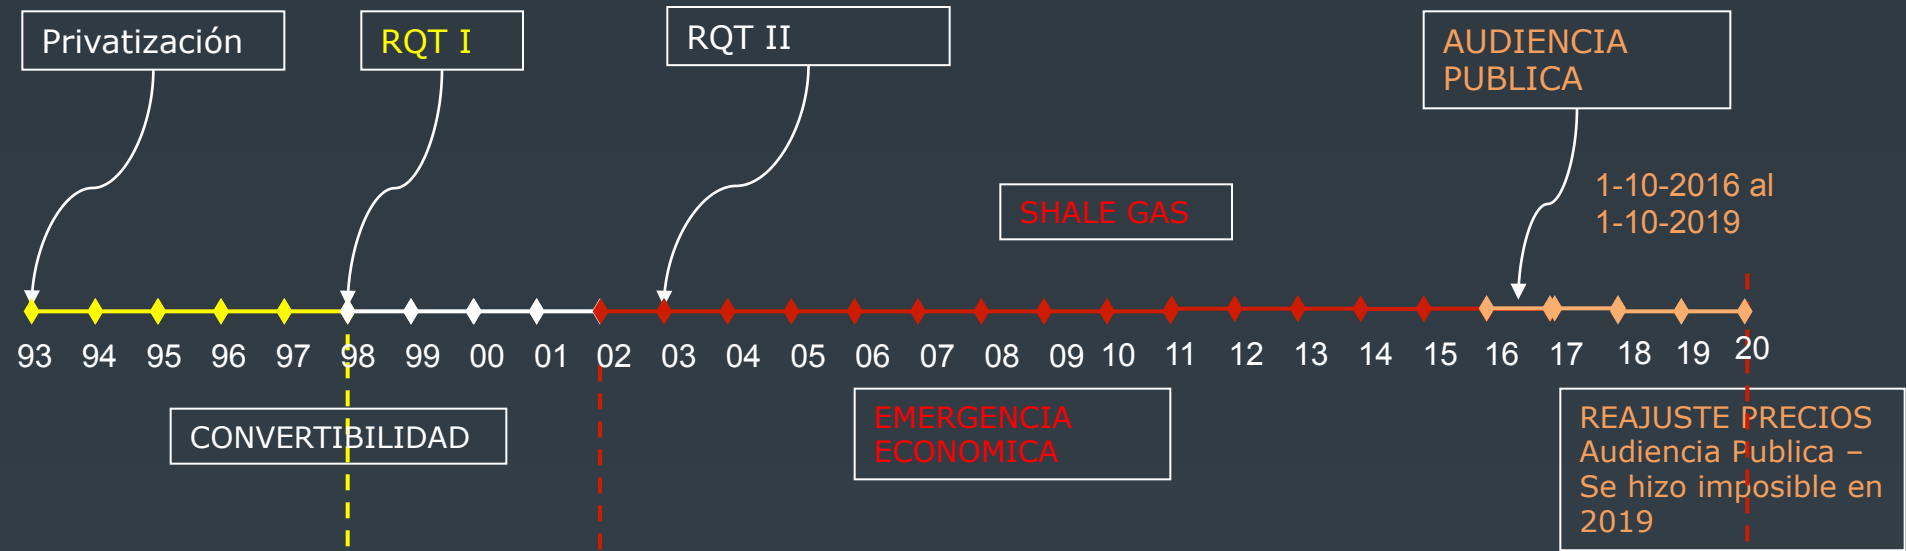 Privatización
RQT I
RQT II
AUDIENCIA
PUBLICA
1-10-2016 al
1-10-2019
SHALE GAS
93 94 95 96 97 98 99 00 01 02 03 04 05 06 07 08 09 10 11 12 13 14 15 16 17 18 19 20
CONVERTIBILIDAD
EMERGENCIA
ECONOMICA
REAJUSTE PRECIOS
Audiencia Publica –
Se hizo imposible en
2019